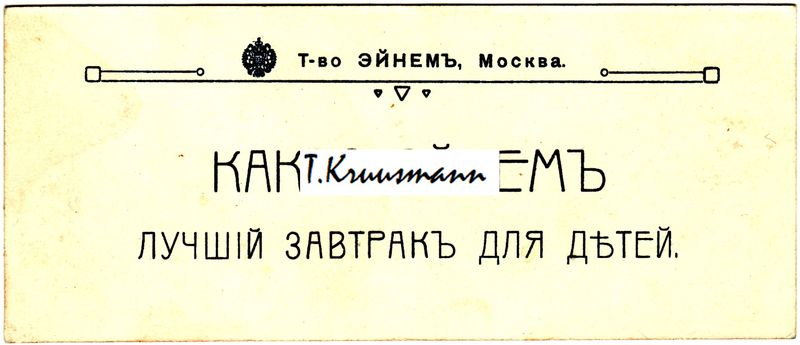 Т-во ЭЙНЕМЪ, Москва.
КАК T.Kruusmann ЕМЪ
ЛУЧШІЙ ЗАВТРАКЪ ДЛЯ ДѢТЕЙ.